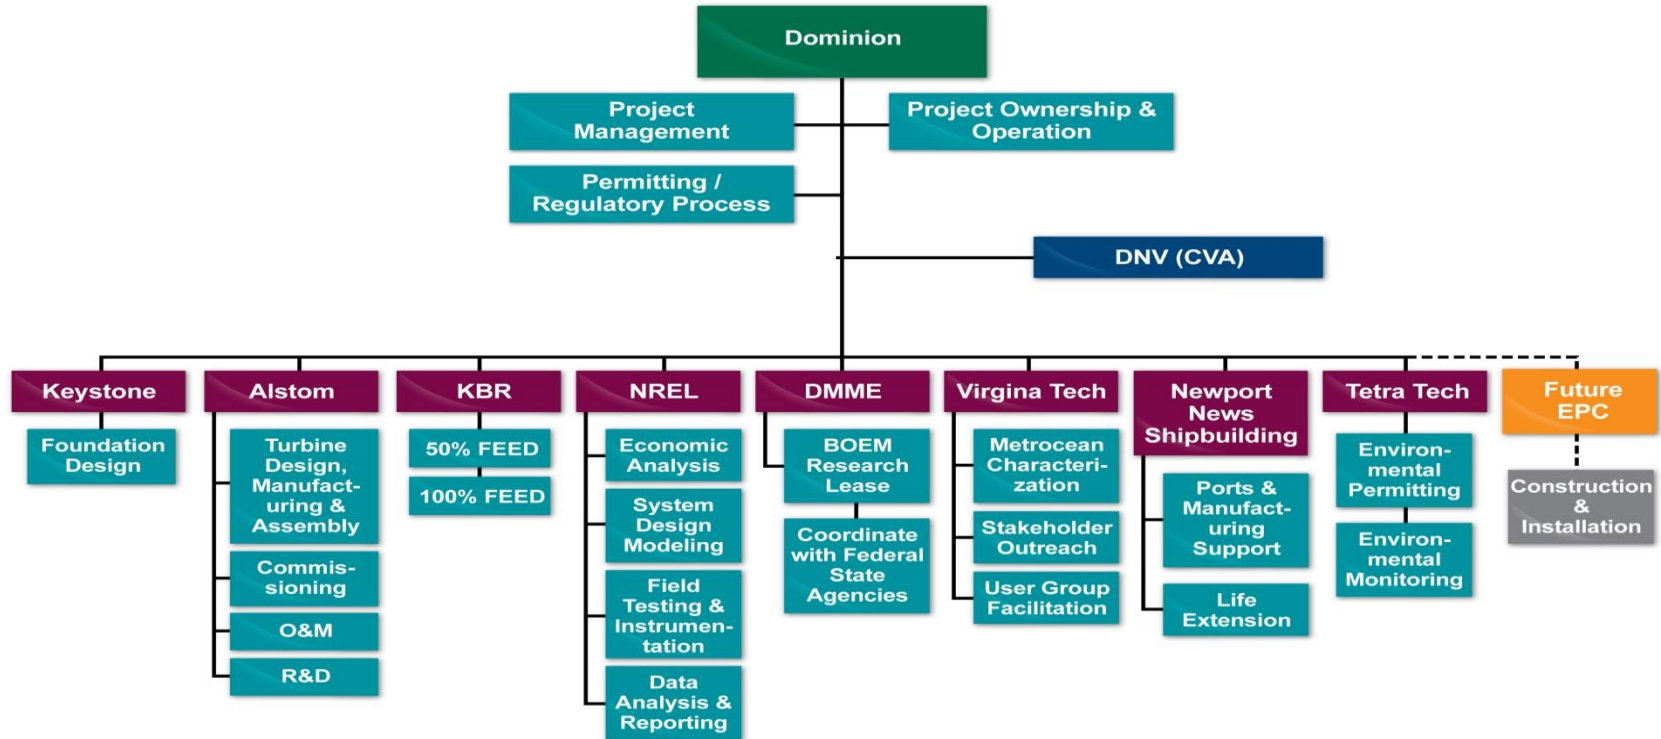 Dominion
Project
Management
Project Ownership &
Operation
Permitting /
Regulatory Process
DNV (CVA)
Keystone
Foundation
Design
Alstom
Turbine
Design,
Manufact-
uring &
Assembly
Commis-
sioning
O&M
R&D
KBR
50% FEED
100% FEED
NREL
Economic
Analysis
System
Design
Modeling
Field
Testing &
Instrumen-
tation
Data
Analysis &
Reporting
DMME
BOEM
Research
Lease
Coordinate
with Federal
State
Agencies
Virgina Tech
Metrocean
Characteri-
zation
Stakeholder
Outreach
User Group
Facilitation
Newport
News
Shipbuilding
Ports &
Manufact-
uring
Support
Life
Extension
Tetra Tech
Environ-
mental
Permitting
Environ-
mental
Monitoring
Future
EPC
Construction
&
Installation